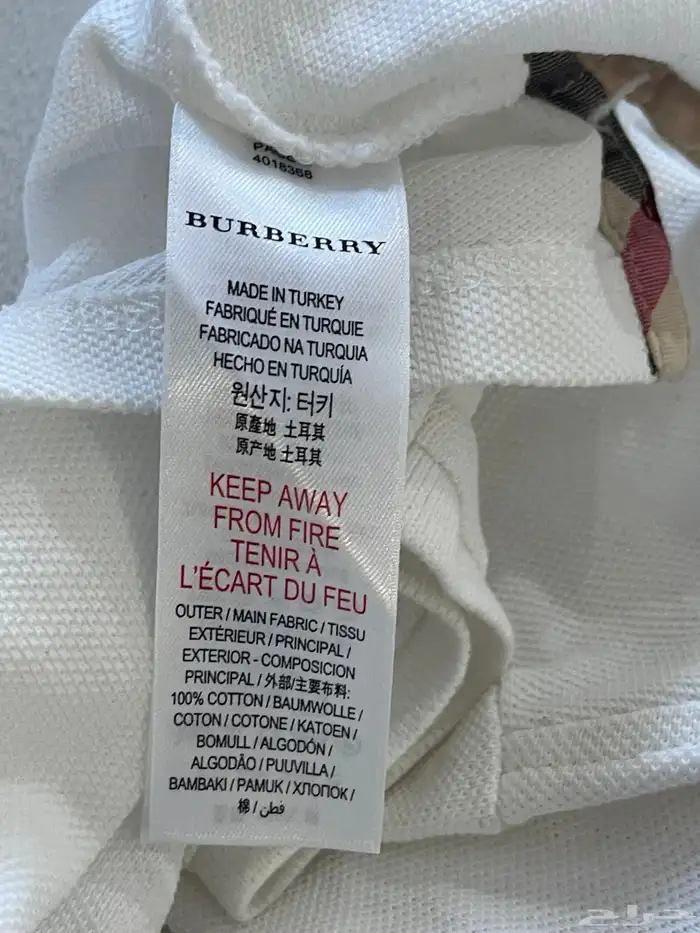 4018368
BURBERRY
MADE IN TURKEY
FABRIQUÉ EN TURQUIE
FABRICADO NA TURQUIA
HECHO EN TURQUÍA
원산지: 터키
原產地 土耳其
原产地 土耳其
KEEP AWAY
FROM FIRE
TENIR À
L'ÉCART DU FEU
OUTER / MAIN FABRIC / TISSU
EXTÉRIEUR / PRINCIPAL /
EXTERIOR - COMPOSICION
PRINCIPAL / 外部/主要布料:
100% COTTON / BAUMWOLLE /
COTON / COTONE / KATOEN /
BOMULL / ALGODÓN /
ALGODÃO / PUUVILLA /
BAMBAKI / PAMUK / ХЛОПОК /
棉 / قطن
حراج